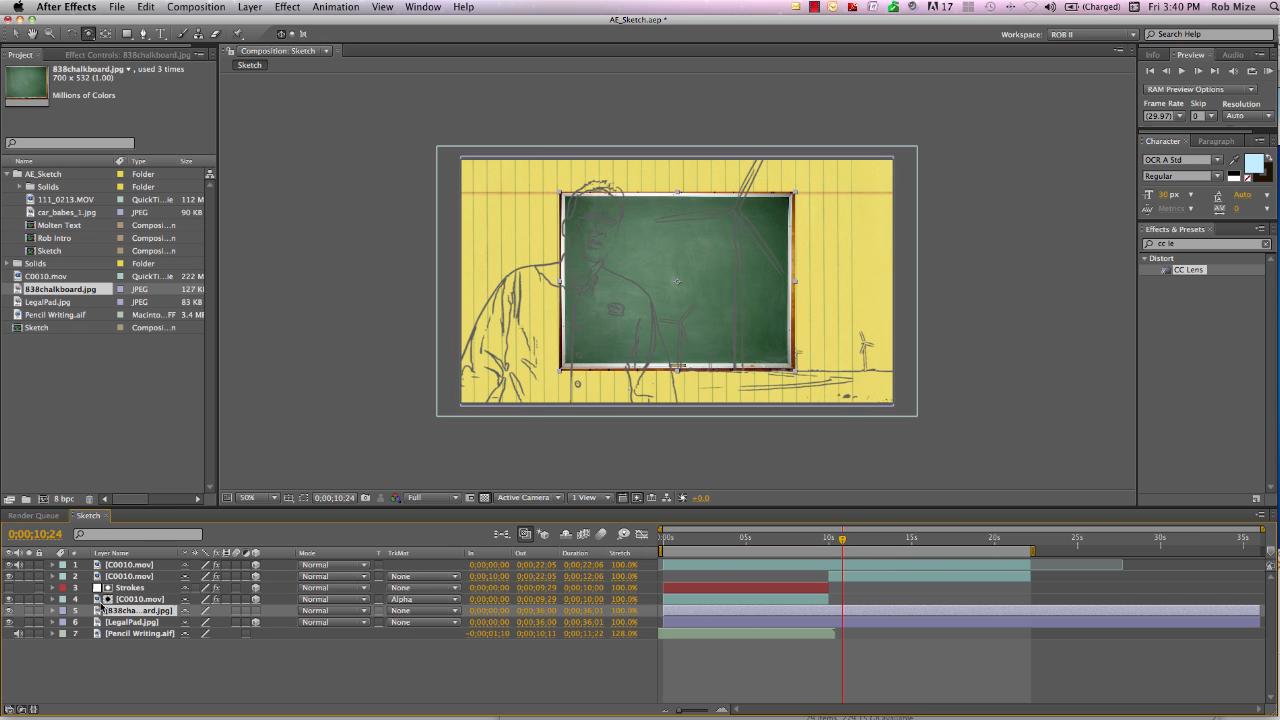 After Effects File Edit Composition Layer Effect Animation View Window Help 17 (Charged) Fri 3:40 PM Rob Mize
AE_Sketch.aep *
Workspace: ROB II Search Help
Project Effect Controls: 838chalkboard.jpg Composition: Sketch Info Preview Audio
Sketch
838chalkboard.jpg, used 3 times
700 x 532 (1.00)
Millions of Colors
RAM Preview Options
Frame Rate Skip Resolution
(29.97) 0 Auto
Character Paragraph
OCR A Std
Regular
30 px Auto
Metrics 0
Effects & Presets
cc le
Distort
CC Lens
Name Type Size
AE_Sketch Folder
Solids Folder
111_0213.MOV QuickTi...ie 112 M
car_babes_1.jpg JPEG 90 KB
Molten Text Composi...n
Rob Intro Composi...n
Sketch Composi...n
Solids Folder
C0010.mov QuickTi...ie 222 M
838chalkboard.jpg JPEG 127 KB
LegalPad.jpg JPEG 83 KB
Pencil Writing.aif Macinto...FF 3.4 M
Sketch Composi...n
8 bpc
50% 0;00;10;24 Full Active Camera 1 View +0.0
Render Queue Sketch
0;00;10;24
:00s 05s 10s 15s 20s 25s 30s 35s
# Layer Name Mode T TrkMat In Out Duration Stretch
1 [C0010.mov] Normal 0;00;00;00 0;00;22;05 0;00;22;06 100.0%
2 [C0010.mov] Normal None 0;00;10;00 0;00;22;05 0;00;12;06 100.0%
3 Strokes Normal None 0;00;00;00 0;00;09;29 0;00;10;00 100.0%
4 [C0010.mov] Normal Alpha 0;00;00;00 0;00;09;29 0;00;10;00 100.0%
5 [838cha...ard.jpg] Normal None 0;00;00;00 0;00;36;00 0;00;36;01 100.0%
6 [LegalPad.jpg] Normal None 0;00;00;00 0;00;36;00 0;00;36;01 100.0%
7 [Pencil Writing.aif] -0;00;01;10 0;00;10;11 0;00;11;22 128.0%